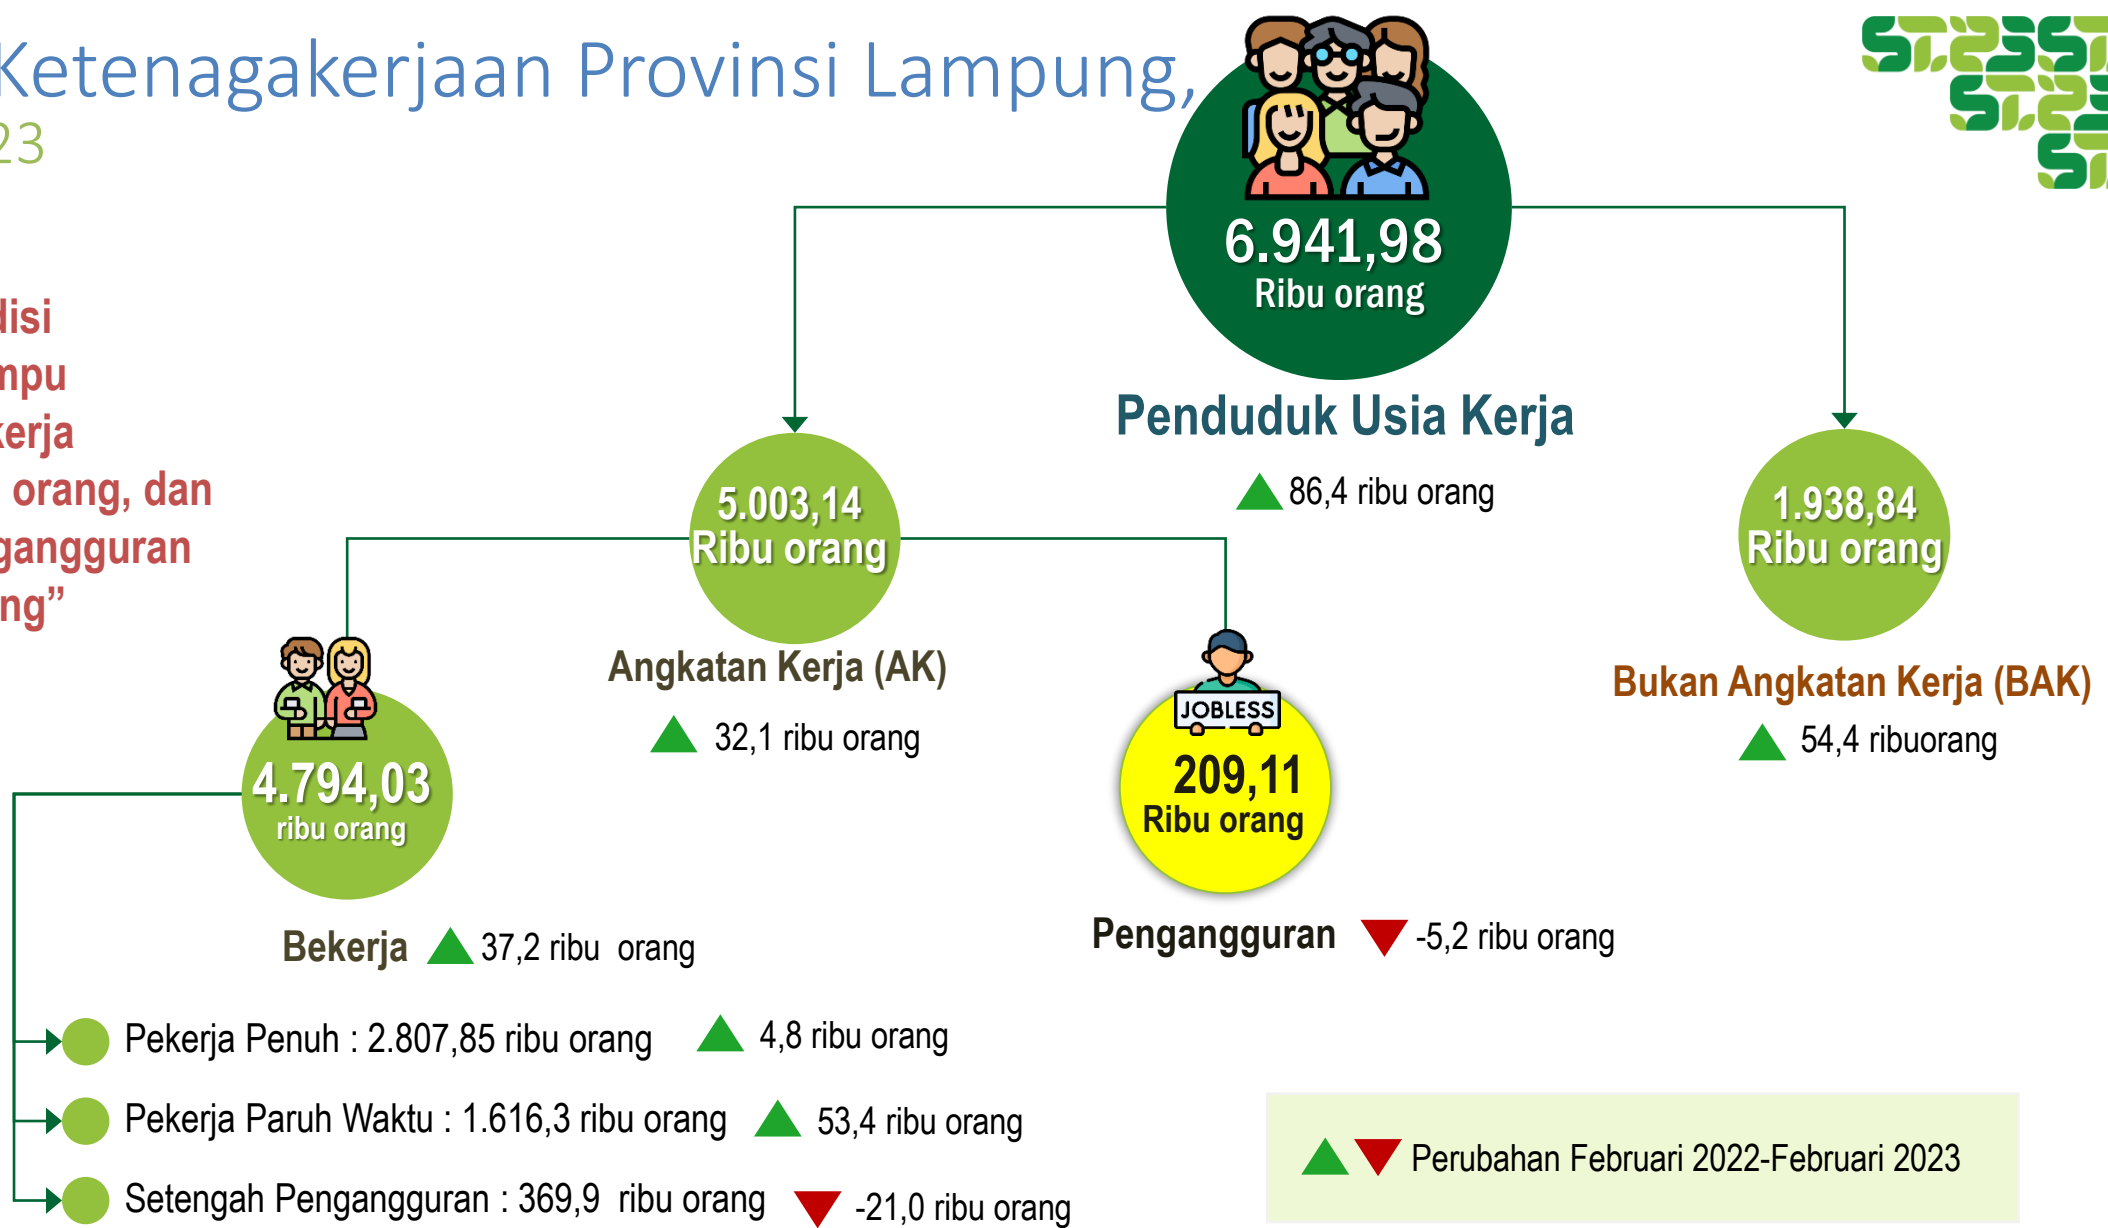 Ketenagakerjaan Provinsi Lampung,
23
disi
mpu
kerja
orang, dan
gangguran
ng”
6.941,98
Ribu orang
Penduduk Usia Kerja
86,4 ribu orang
5.003,14
Ribu orang
Angkatan Kerja (AK)
32,1 ribu orang
1.938,84
Ribu orang
Bukan Angkatan Kerja (BAK)
54,4 ribuorang
4.794,03
ribu orang
Bekerja 37,2 ribu orang
JOBLESS
209,11
Ribu orang
Pengangguran -5,2 ribu orang
Pekerja Penuh : 2.807,85 ribu orang 4,8 ribu orang
Pekerja Paruh Waktu : 1.616,3 ribu orang 53,4 ribu orang
Setengah Pengangguran : 369,9 ribu orang -21,0 ribu orang
Perubahan Februari 2022-Februari 2023